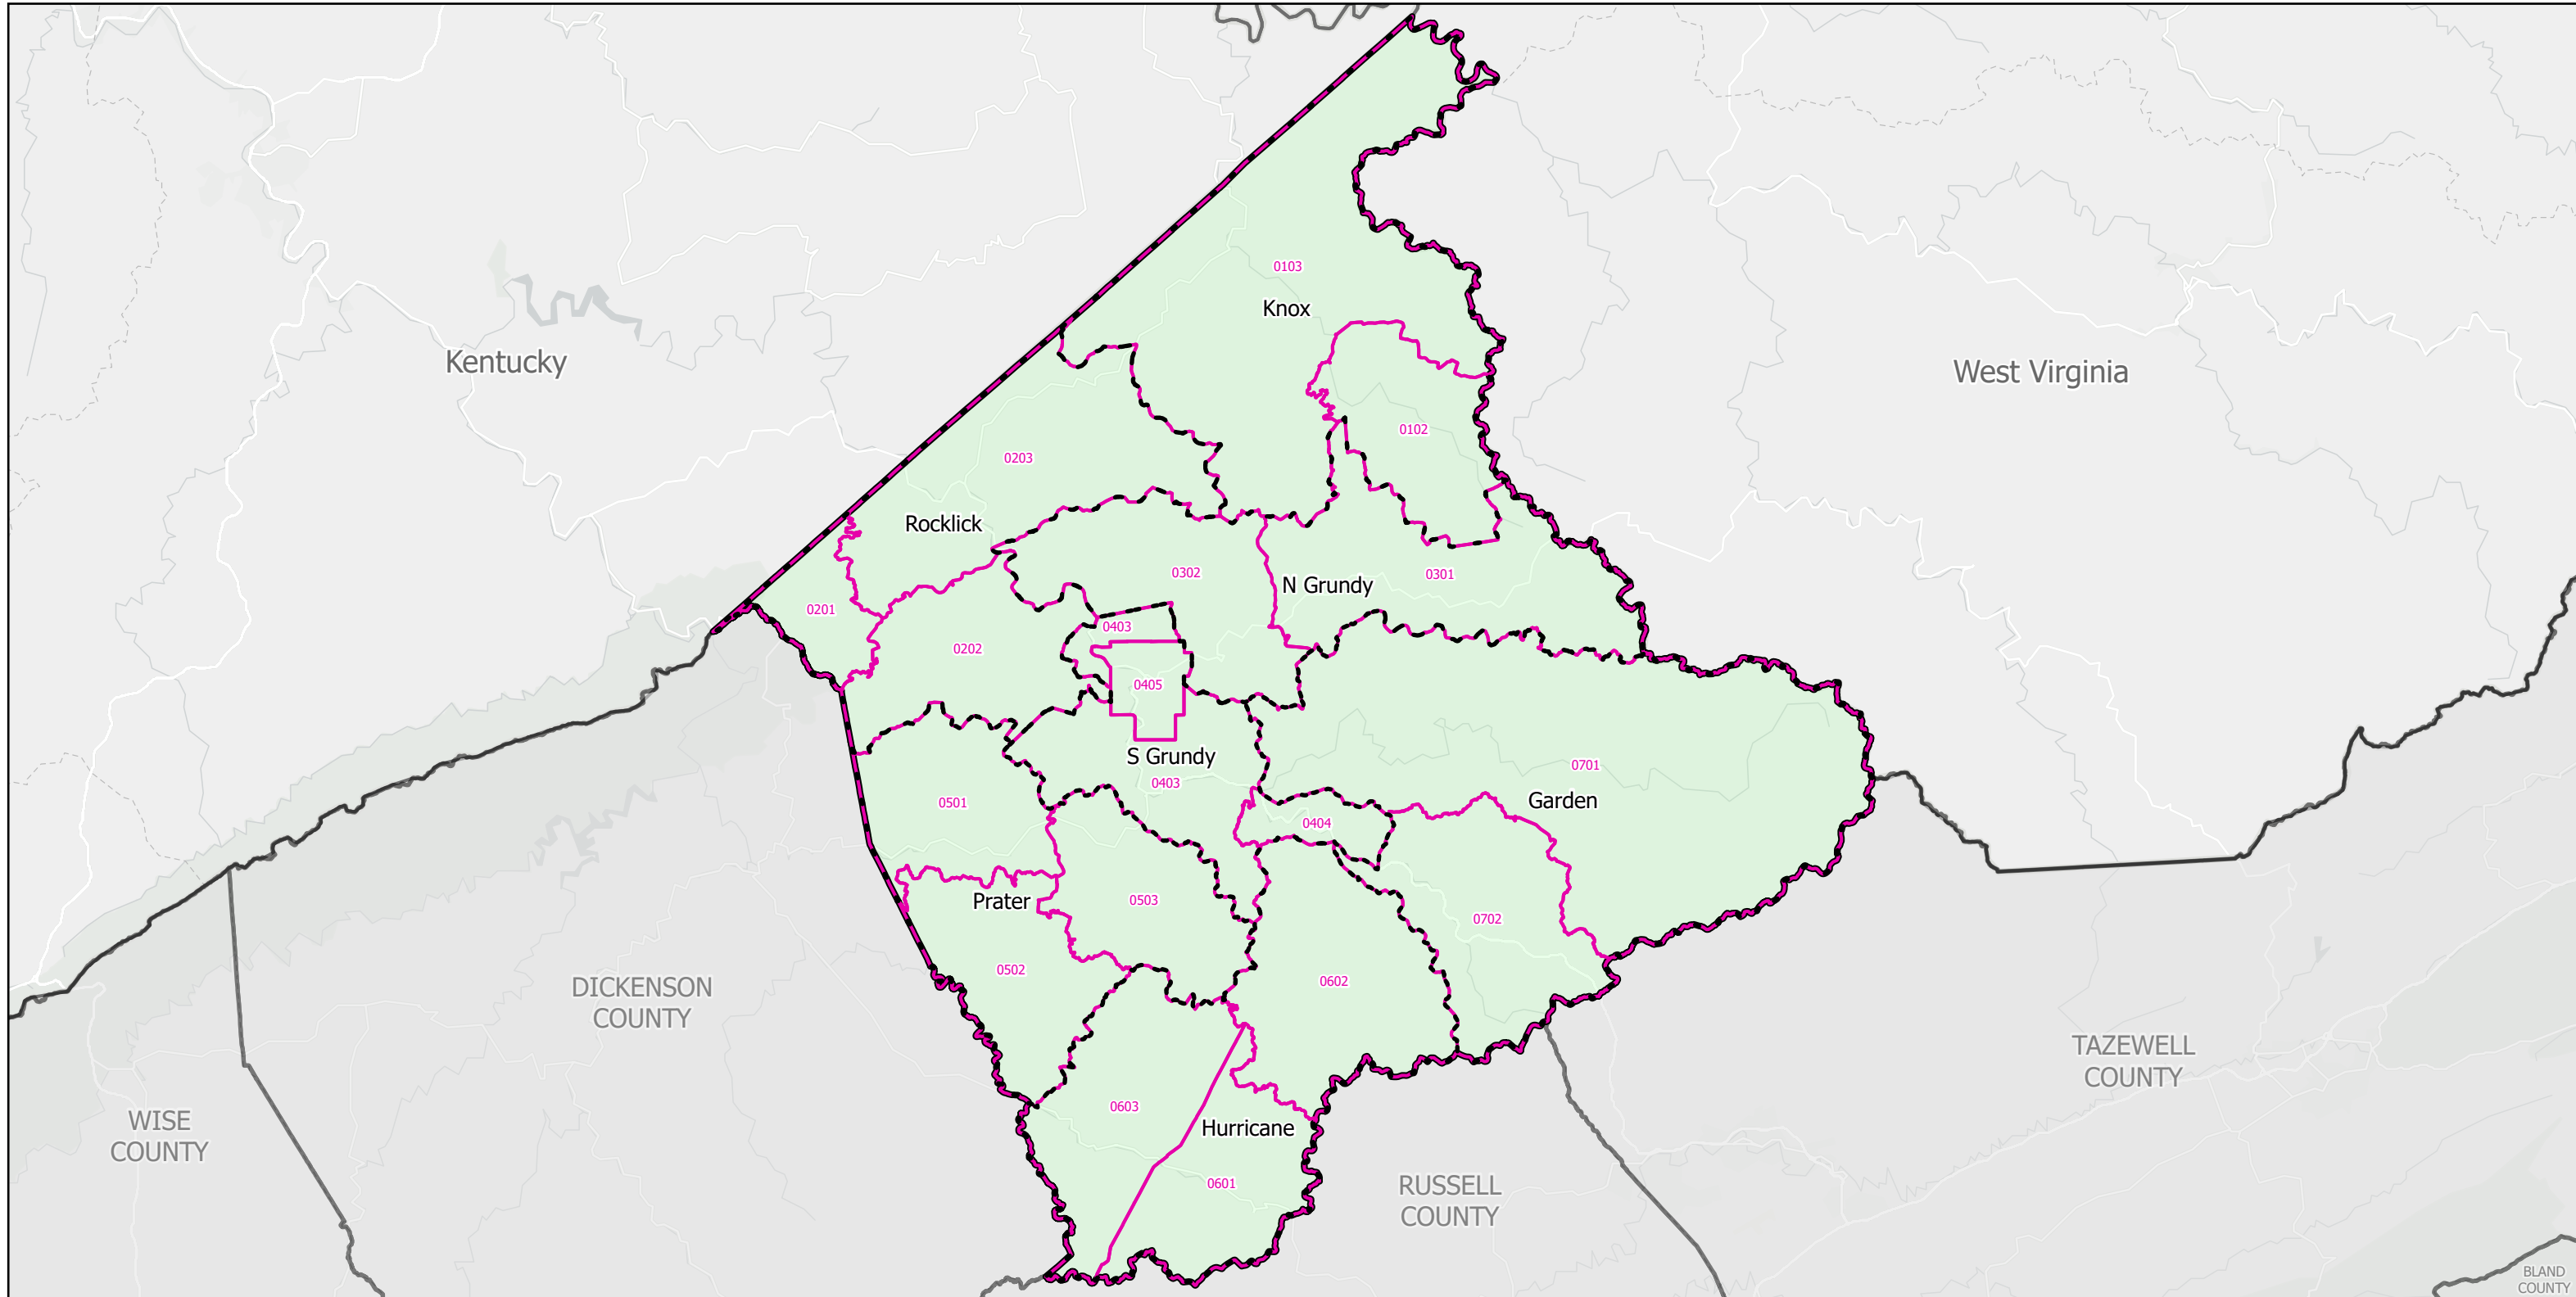 0103
Knox
Kentucky
West Virginia
0102
0203
Rocklick
0302
0301
N Grundy
0201
0403
0202
0405
S Grundy
0701
0403
Garden
0501
0404
Prater
0503
0702
0502
0602
DICKENSON
COUNTY
TAZEWELL
COUNTY
0603
WISE
COUNTY
Hurricane
0601
RUSSELL
COUNTY
BLAND
COUNTY